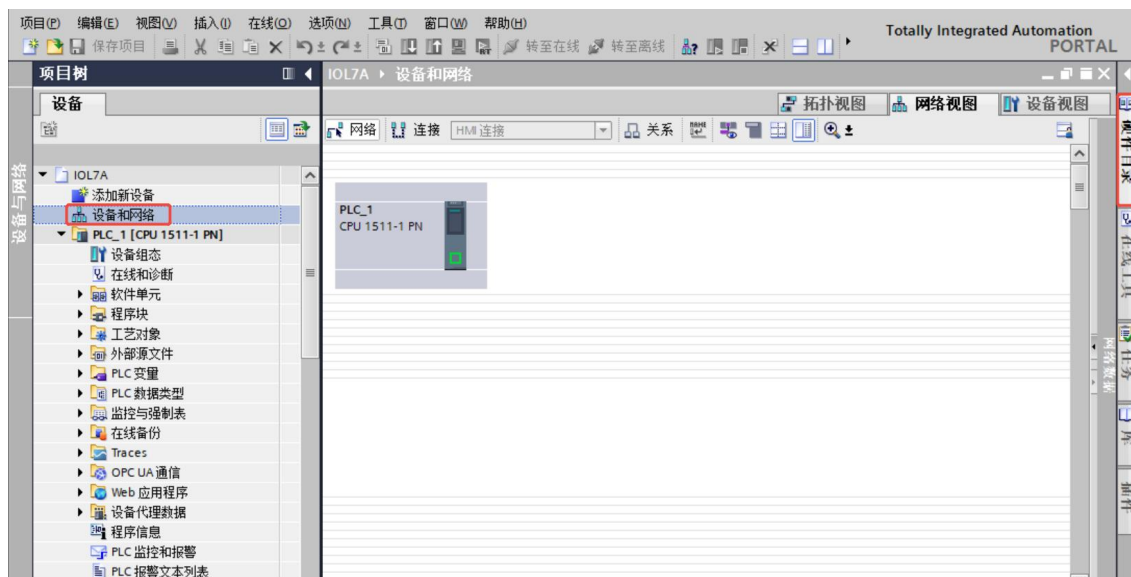 项目(P) 编辑(E) 视图(V) 插入(I) 在线(O) 选项(N) 工具(T) 窗口(W) 帮助(H)
Totally Integrated Automation
PORTAL
保存项目 转至在线 转至离线
项目树
IOL7A 设备和网络
设备
拓扑视图 网络视图 设备视图
网络 连接 HMI 连接 关系
设备与网络
IOL7A
添加新设备
设备和网络
PLC_1 [CPU 1511-1 PN]
设备组态
在线和诊断
软件单元
程序块
工艺对象
外部源文件
PLC 变量
PLC 数据类型
监控与强制表
在线备份
Traces
OPC UA 通信
Web 应用程序
设备代理数据
程序信息
PLC 监控和报警
PLC 报警文本列表
PLC_1
CPU 1511-1 PN
网络数据
硬件目录
在线工具
任务
库
插件